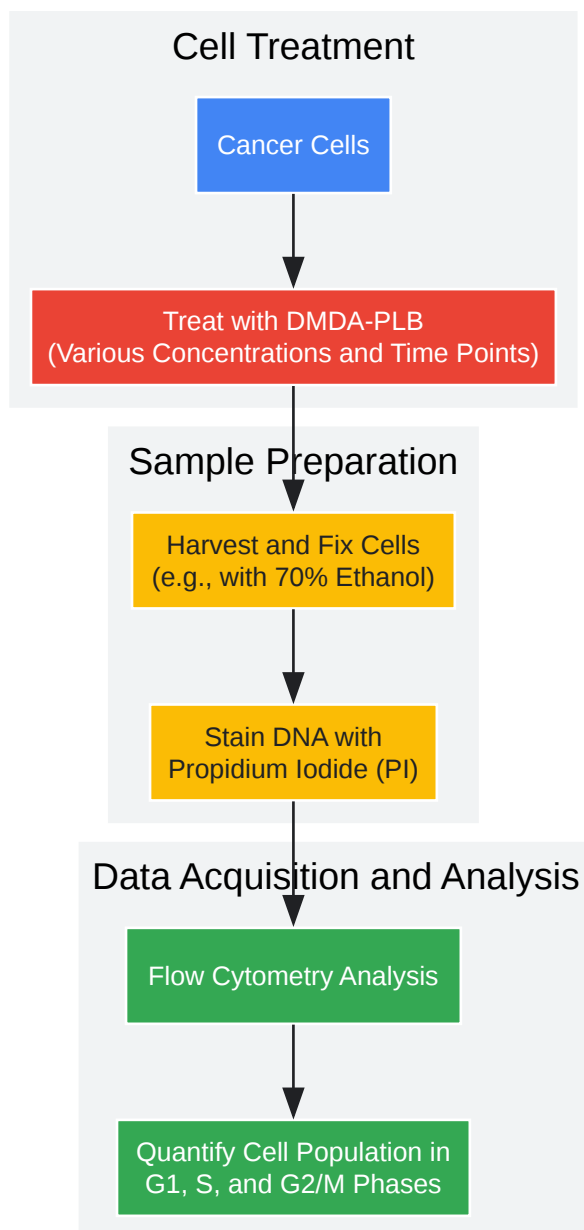 Cell Treatment
Cancer Cells
Treat with DMDA-PLB
(Various Concentrations and Time Points)
Sample Preparation
Harvest and Fix Cells
(e.g., with 70% Ethanol)
Stain DNA with
Propidium Iodide (PI)
Data Acquisition and Analysis
Flow Cytometry Analysis
Quantify Cell Population in
G1, S, and G2/M Phases